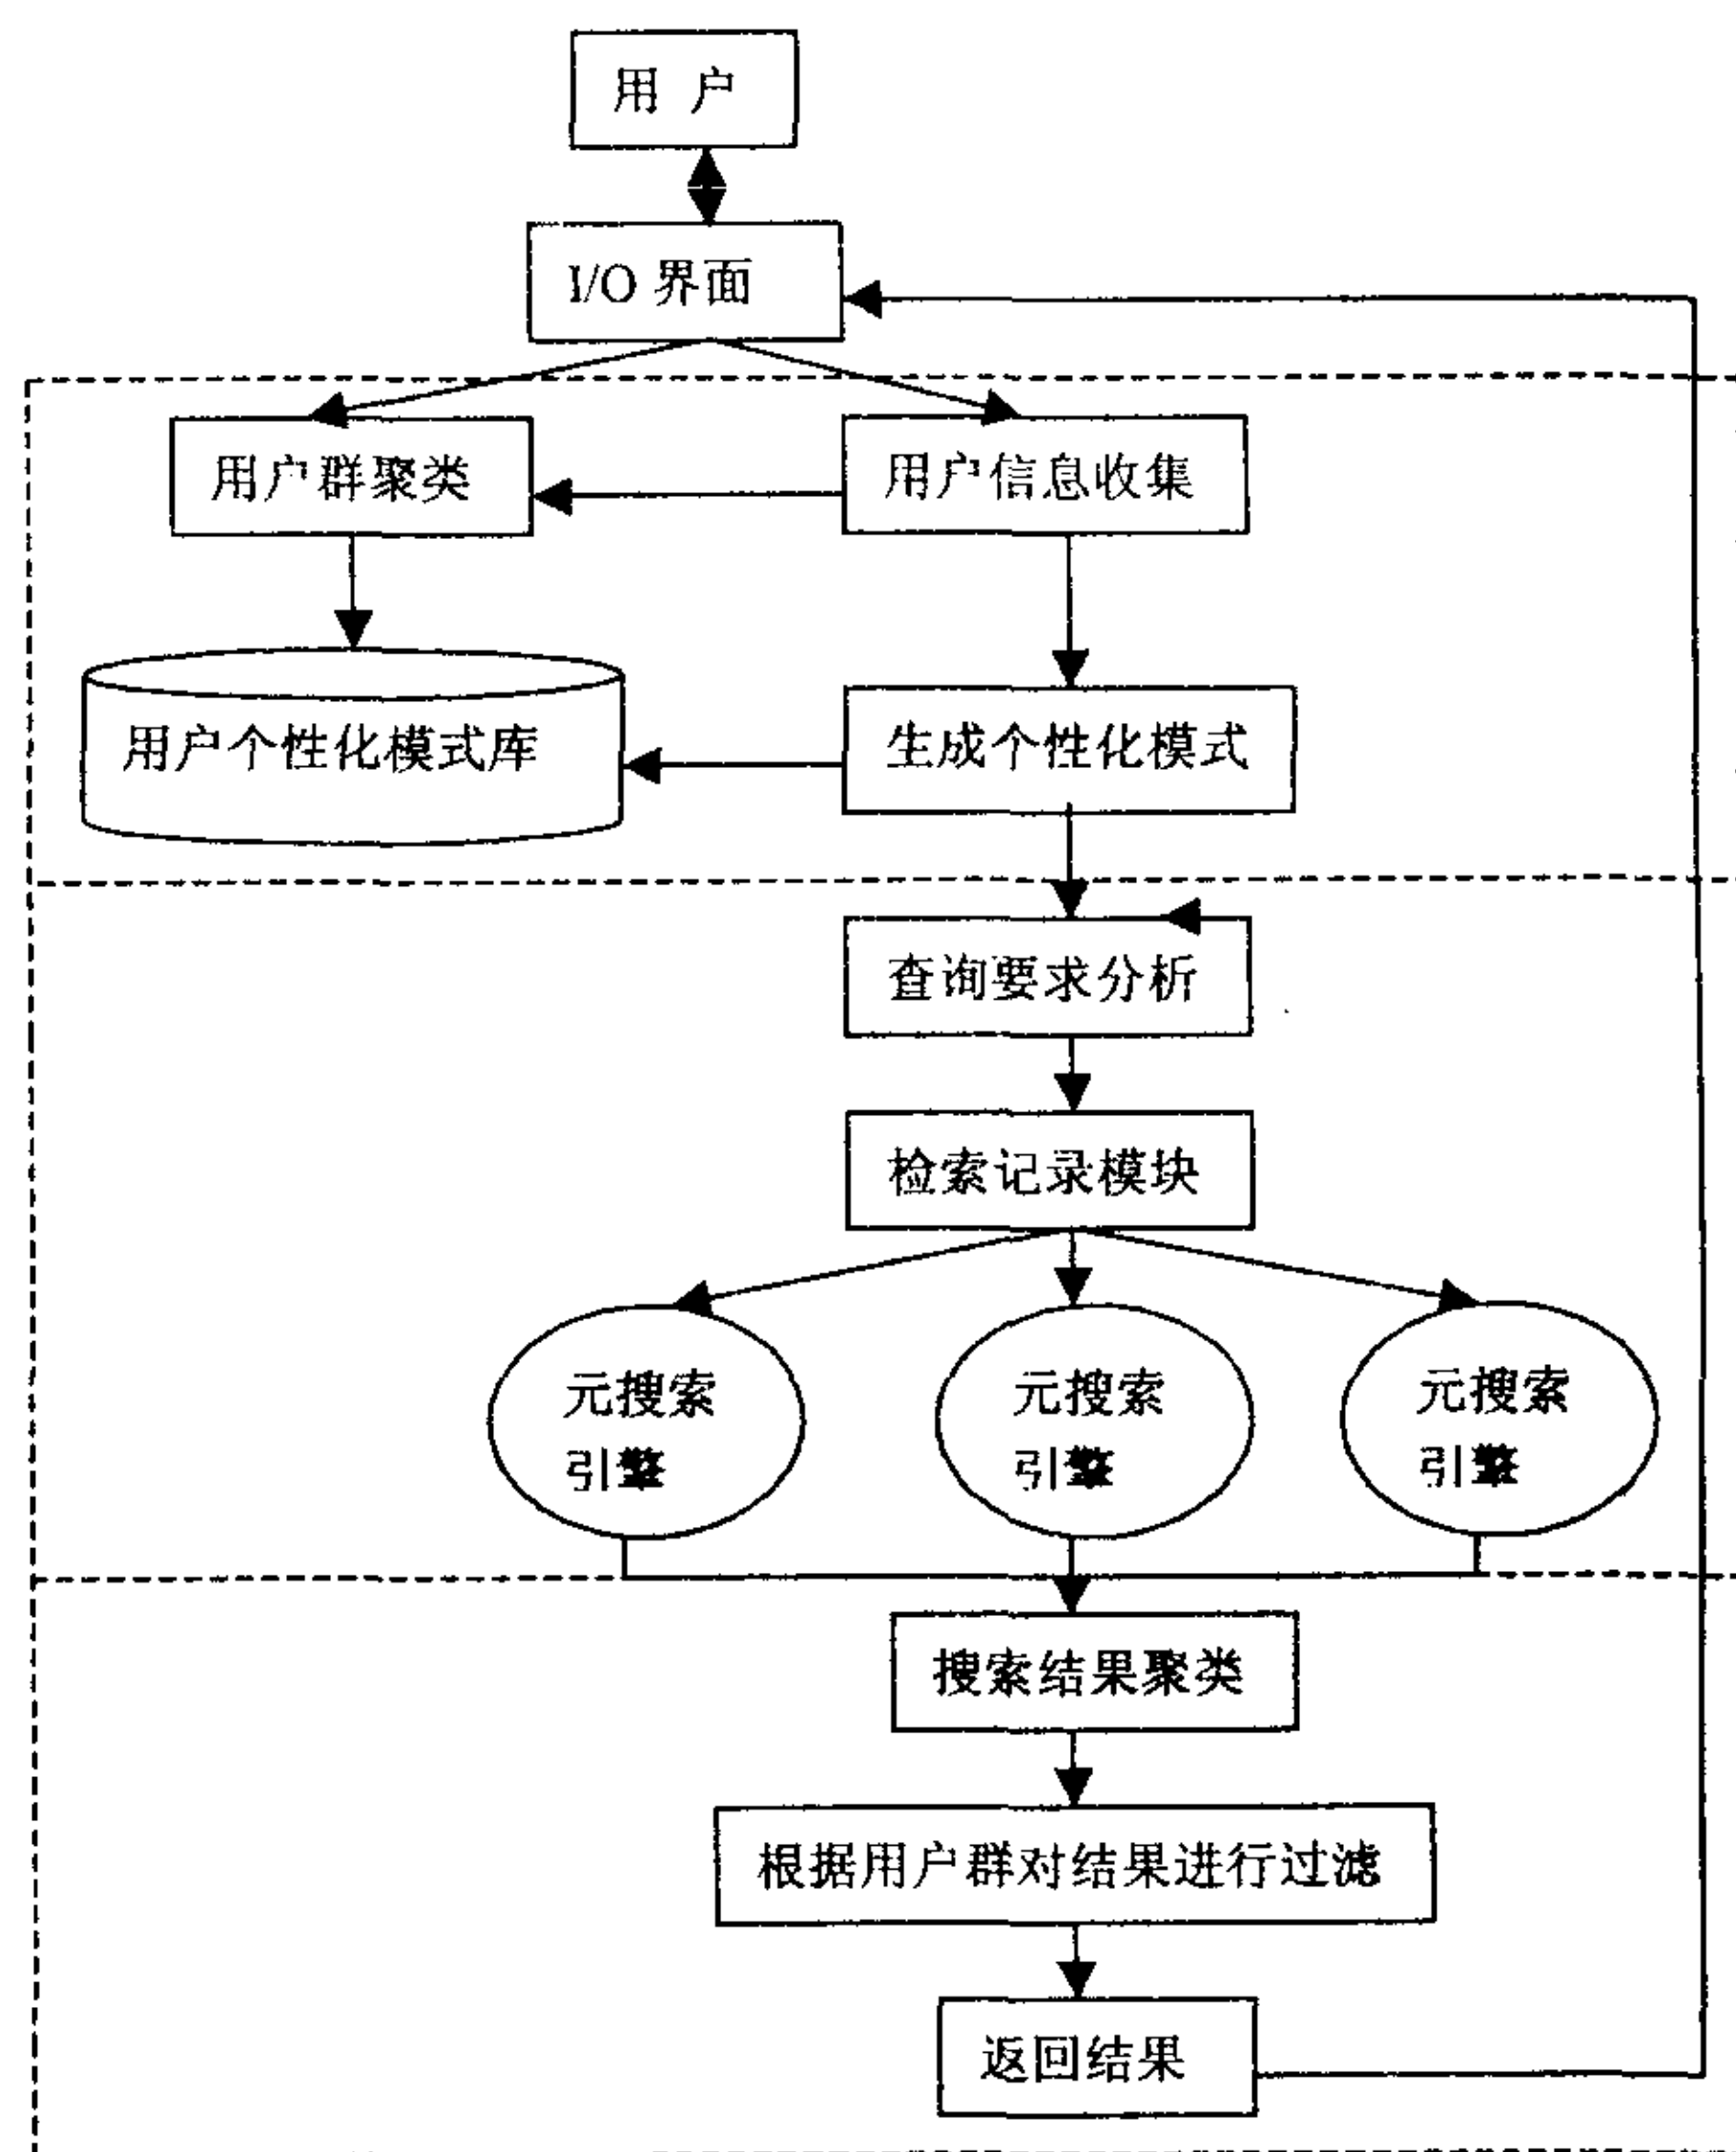 用 户
I/O 界面
用户群聚类
用户信息收集
用户个性化模式库
生成个性化模式
查询要求分析
检索记录模块
元搜索
引擎
元搜索
引擎
元搜索
引擎
搜索结果聚类
根据用户群对结果进行过滤
返回结果